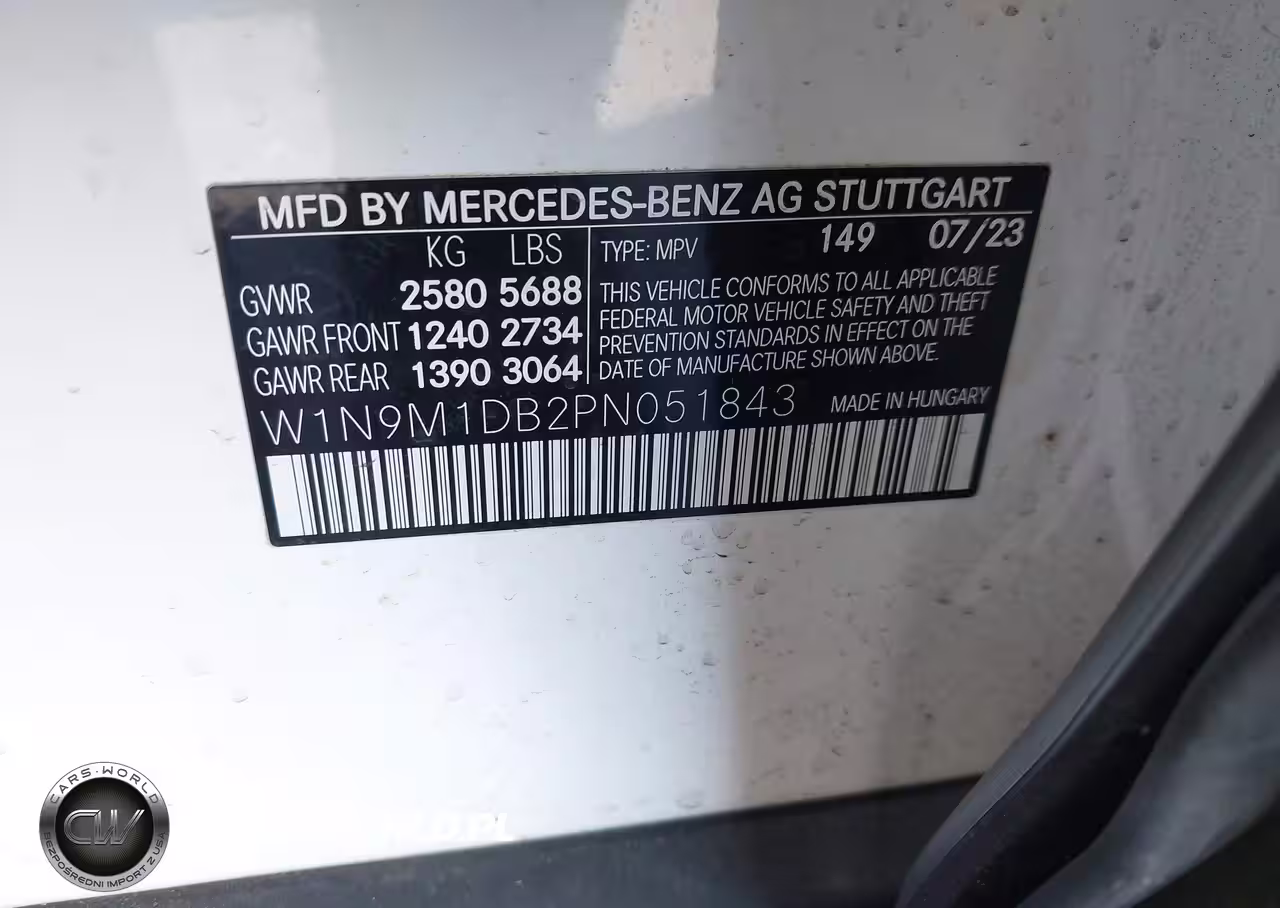 MFD BY MERCEDES-BENZ AG STUTTGART
KG LBS
GVWR 2580 5688
GAWR FRONT 1240 2734
GAWR REAR 1390 3064
TYPE: MPV 149 07/23
THIS VEHICLE CONFORMS TO ALL APPLICABLE
FEDERAL MOTOR VEHICLE SAFETY AND THEFT
PREVENTION STANDARDS IN EFFECT ON THE
DATE OF MANUFACTURE SHOWN ABOVE.
W1N9M1DB2PN051843 MADE IN HUNGARY
CARS·WORLD
CW
BEZPOŚREDNI IMPORT Z USA